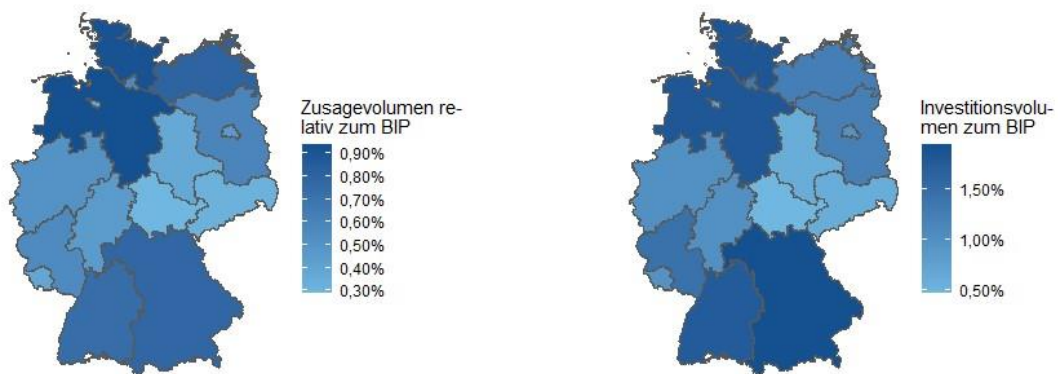 Zusagevolumen re-
lativ zum BIP
0,90%
0,80%
0,70%
0,60%
0,50%
0,40%
0,30%
Investitionsvolu-
men zum BIP
1,50%
1,00%
0,50%